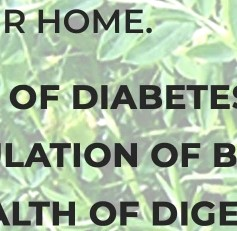 R HOME.
OF DIABETES
ULATION OF B
ALTH OF DIGE